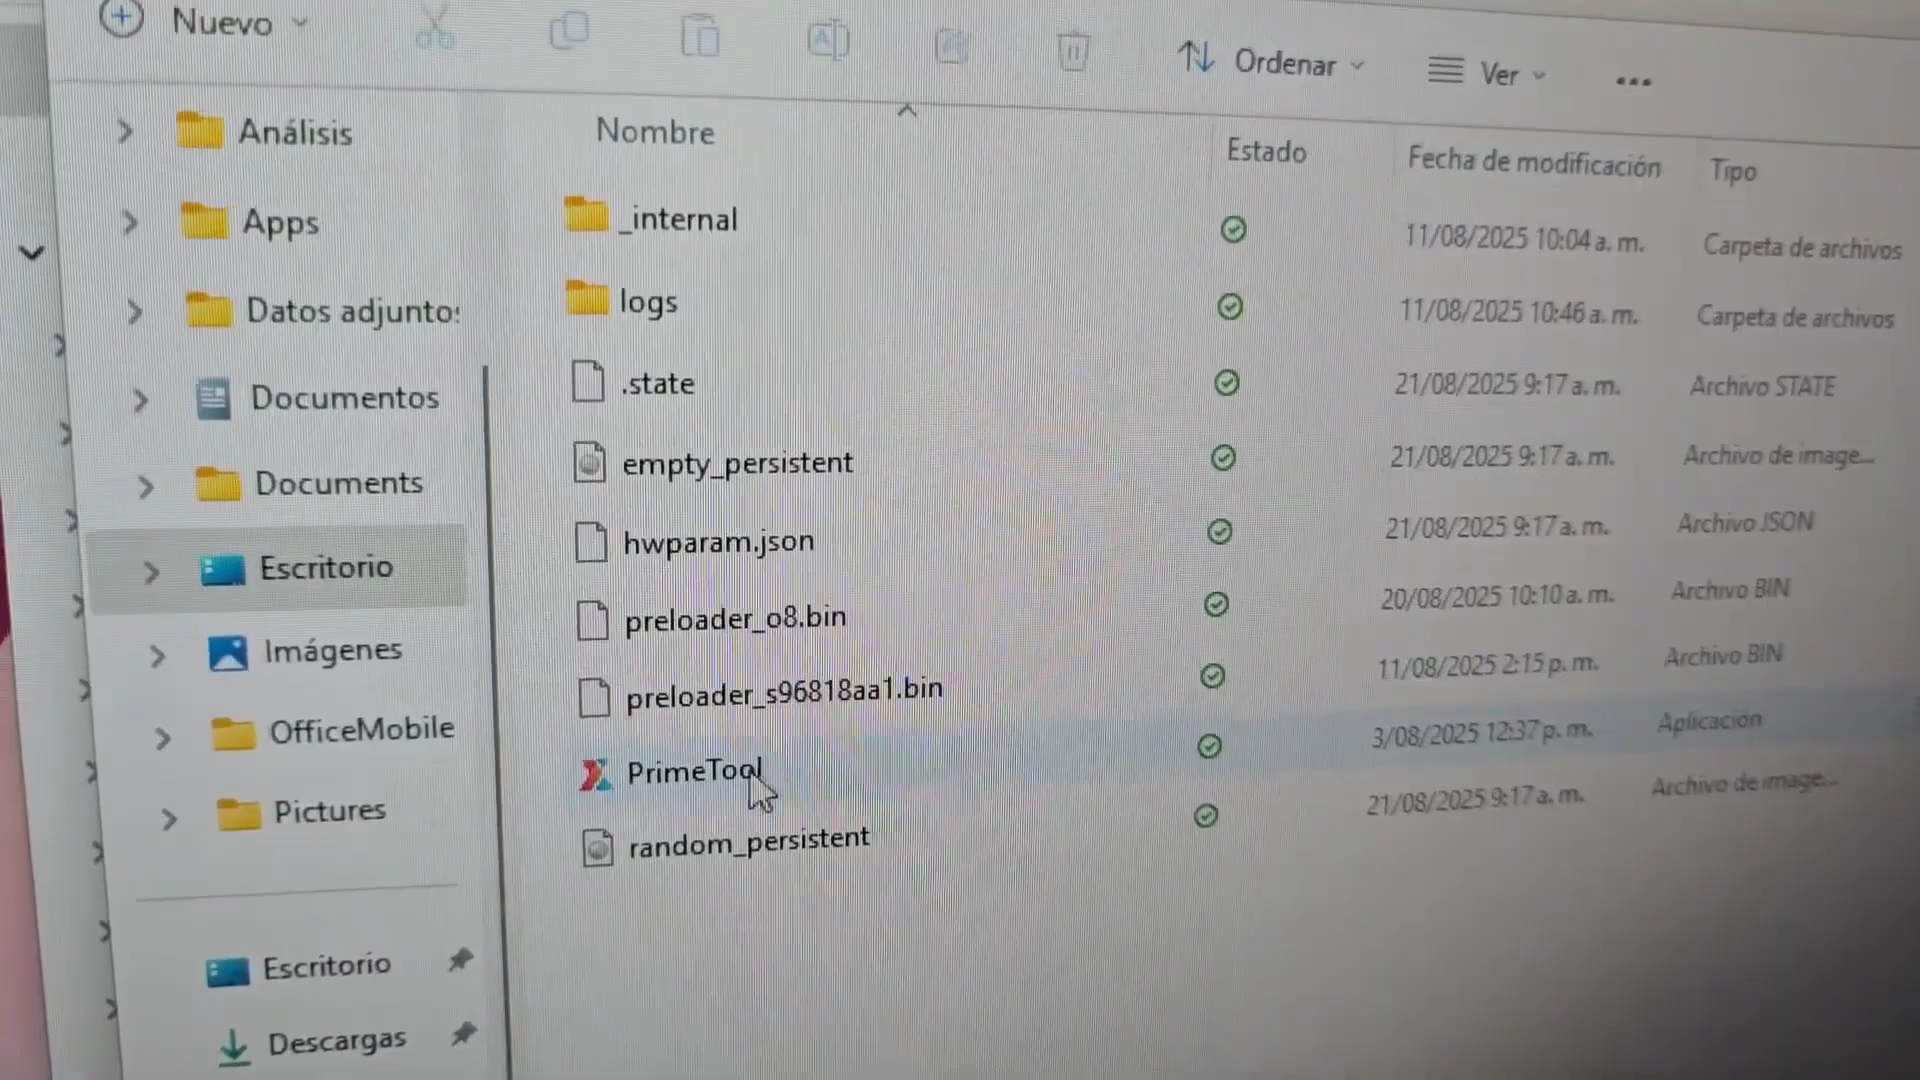 Nuevo
Ordenar
Ver
Nombre
Estado
Fecha de modificación
Tipo
Análisis
Apps
Datos adjuntos
Documentos
Documents
Escritorio
Imágenes
OfficeMobile
Pictures
Escritorio
Descargas
_internal 11/08/2025 10:04 a. m. Carpeta de archivos
logs 11/08/2025 10:46 a. m. Carpeta de archivos
.state 21/08/2025 9:17 a. m. Archivo STATE
empty_persistent 21/08/2025 9:17 a. m. Archivo de image...
hwparam.json 21/08/2025 9:17 a. m. Archivo JSON
preloader_o8.bin 20/08/2025 10:10 a. m. Archivo BIN
preloader_s96818aa1.bin 11/08/2025 2:15 p. m. Archivo BIN
PrimeTool 3/08/2025 12:37 p. m. Aplicación
random_persistent 21/08/2025 9:17 a. m. Archivo de image...